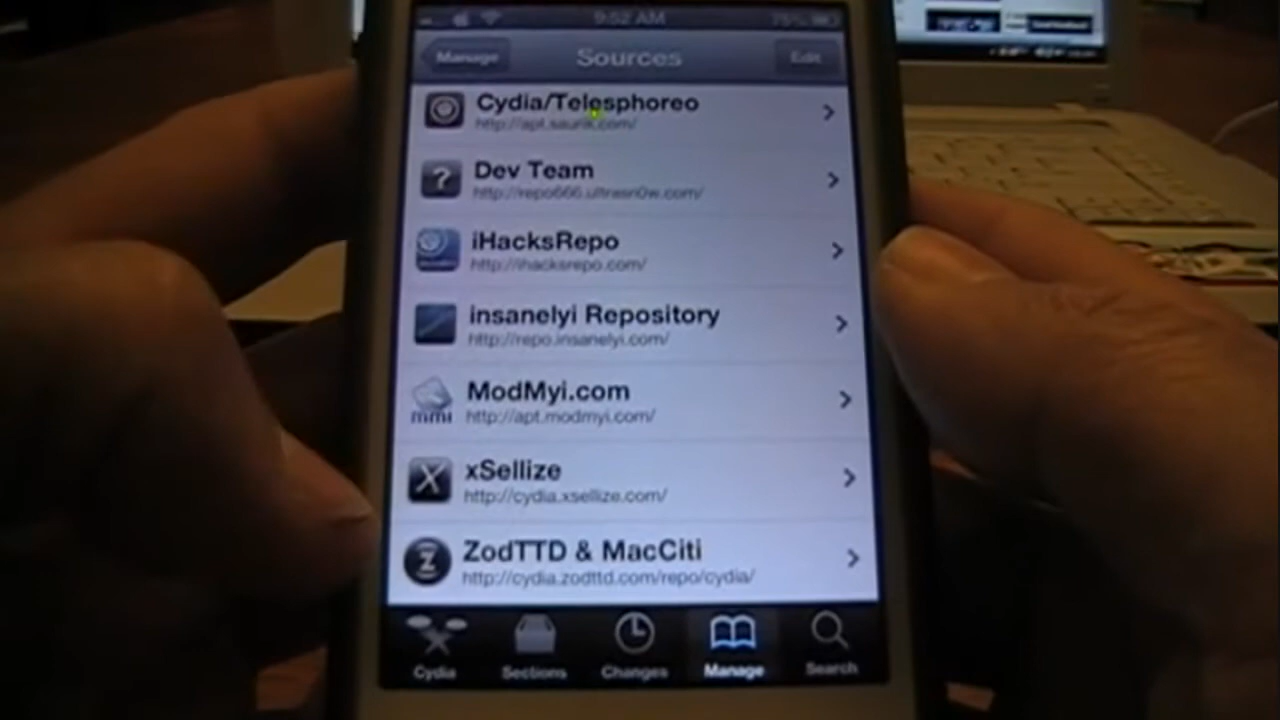 9:52 AM
75%
Manage
Sources
Edit
Cydia/Telesphoreo
http://apt.saurik.com/
Dev Team
http://repo666.ultrasn0w.com/
iHacksRepo
http://ihacksrepo.com/
insanelyi Repository
http://repo.insanelyi.com/
ModMyi.com
mmi
http://apt.modmyi.com/
xSellize
X
http://cydia.xsellize.com/
ZodTTD & MacCiti
Z
http://cydia.zodttd.com/repo/cydia/
Cydia
Sections
Changes
Manage
Search